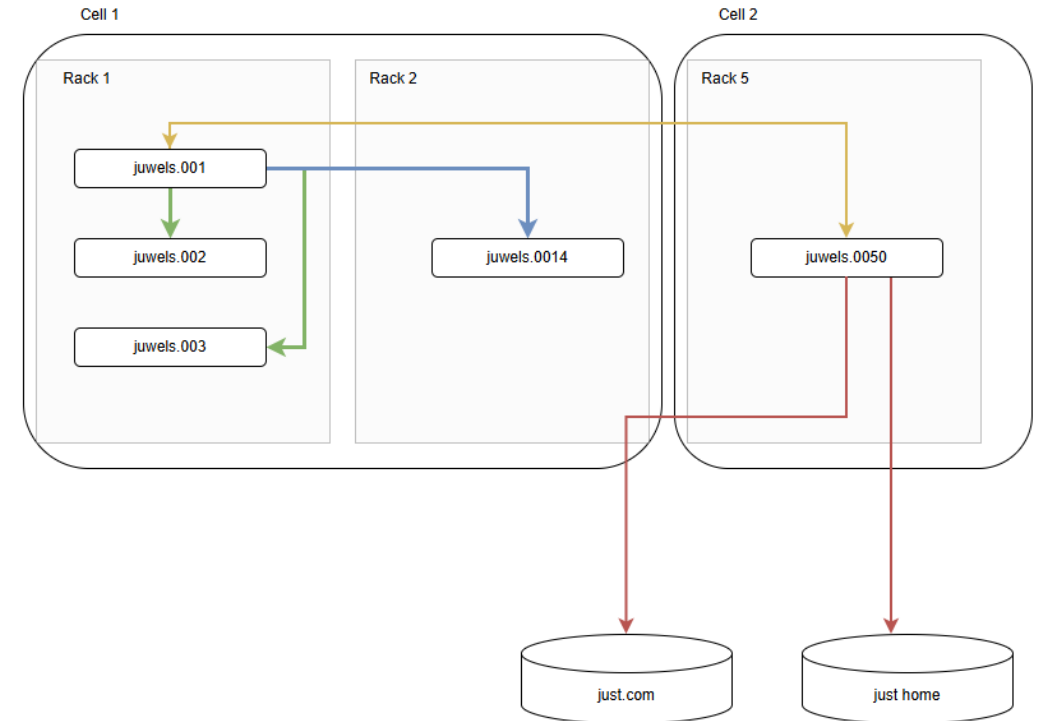 Cell 1
Cell 2
Rack 1
Rack 2
Rack 5
juwels.001
juwels.002
juwels.0014
juwels.0050
juwels.003
just.com
just home